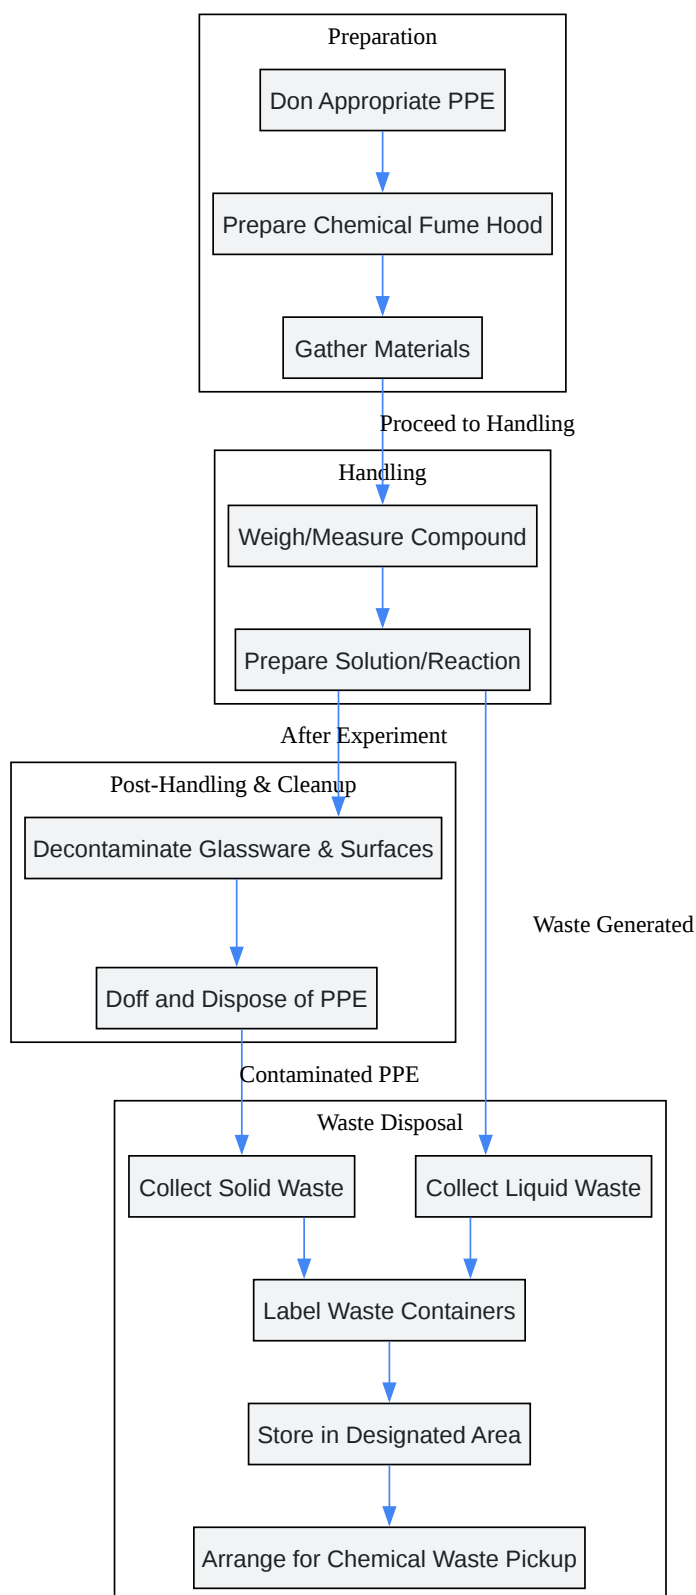 Preparation
Don Appropriate PPE
Prepare Chemical Fume Hood
Gather Materials
Proceed to Handling
Handling
Weigh/Measure Compound
Prepare Solution/Reaction
After Experiment
Post-Handling & Cleanup
Decontaminate Glassware & Surfaces
Waste Generated
Doff and Dispose of PPE
Contaminated PPE
Waste Disposal
Collect Solid Waste
Collect Liquid Waste
Label Waste Containers
Store in Designated Area
Arrange for Chemical Waste Pickup